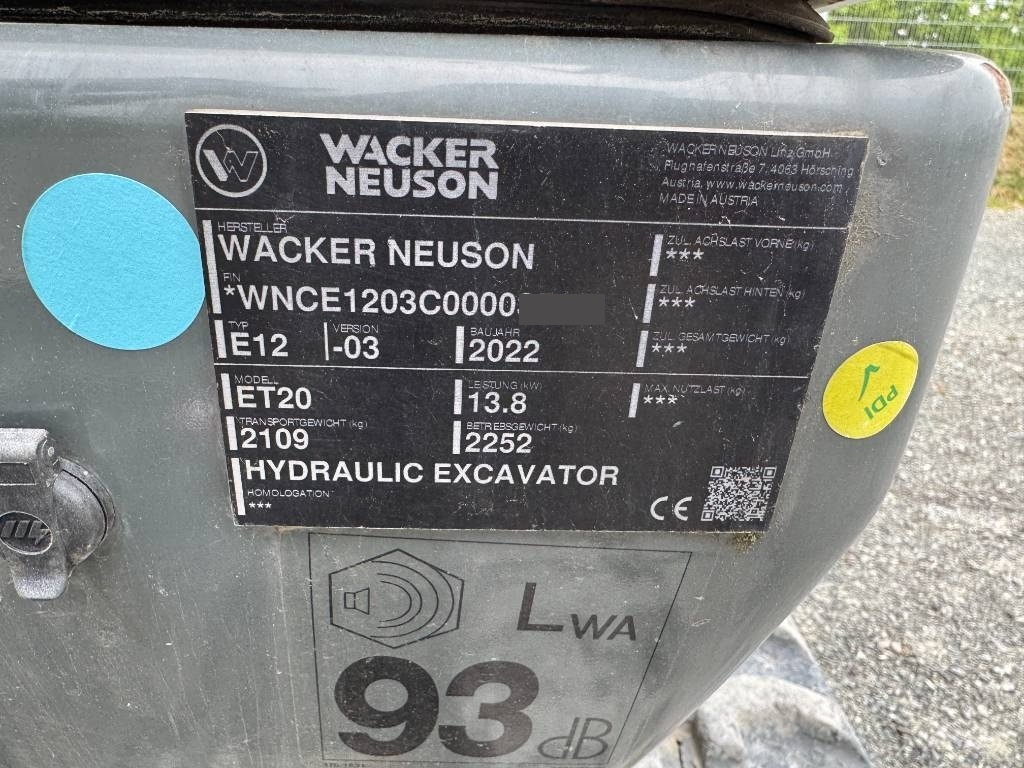 WACKER
NEUSON
WACKER NEUSON Linz GmbH
Flughafenstraße 7, 4063 Hörsching
Austria, www.wackerneuson.com
MADE IN AUSTRIA
HERSTELLER
WACKER NEUSON
ZUL. ACHSLAST VORNE (kg)
***
FIN
*WNCE1203C0000
ZUL. ACHSLAST HINTEN (kg)
***
TYP VERSION BAUJAHR
E12 -03 2022
ZUL. GESAMTGEWICHT (kg)
***
MODELL LEISTUNG (kW) MAX. NUTZLAST (kg)
ET20 13.8 ***
TRANSPORTGEWICHT (kg) BETRIEBSGEWICHT (kg)
2109 2252
HYDRAULIC EXCAVATOR
HOMOLOGATION
***
CE
PDI
LWA
93 dB